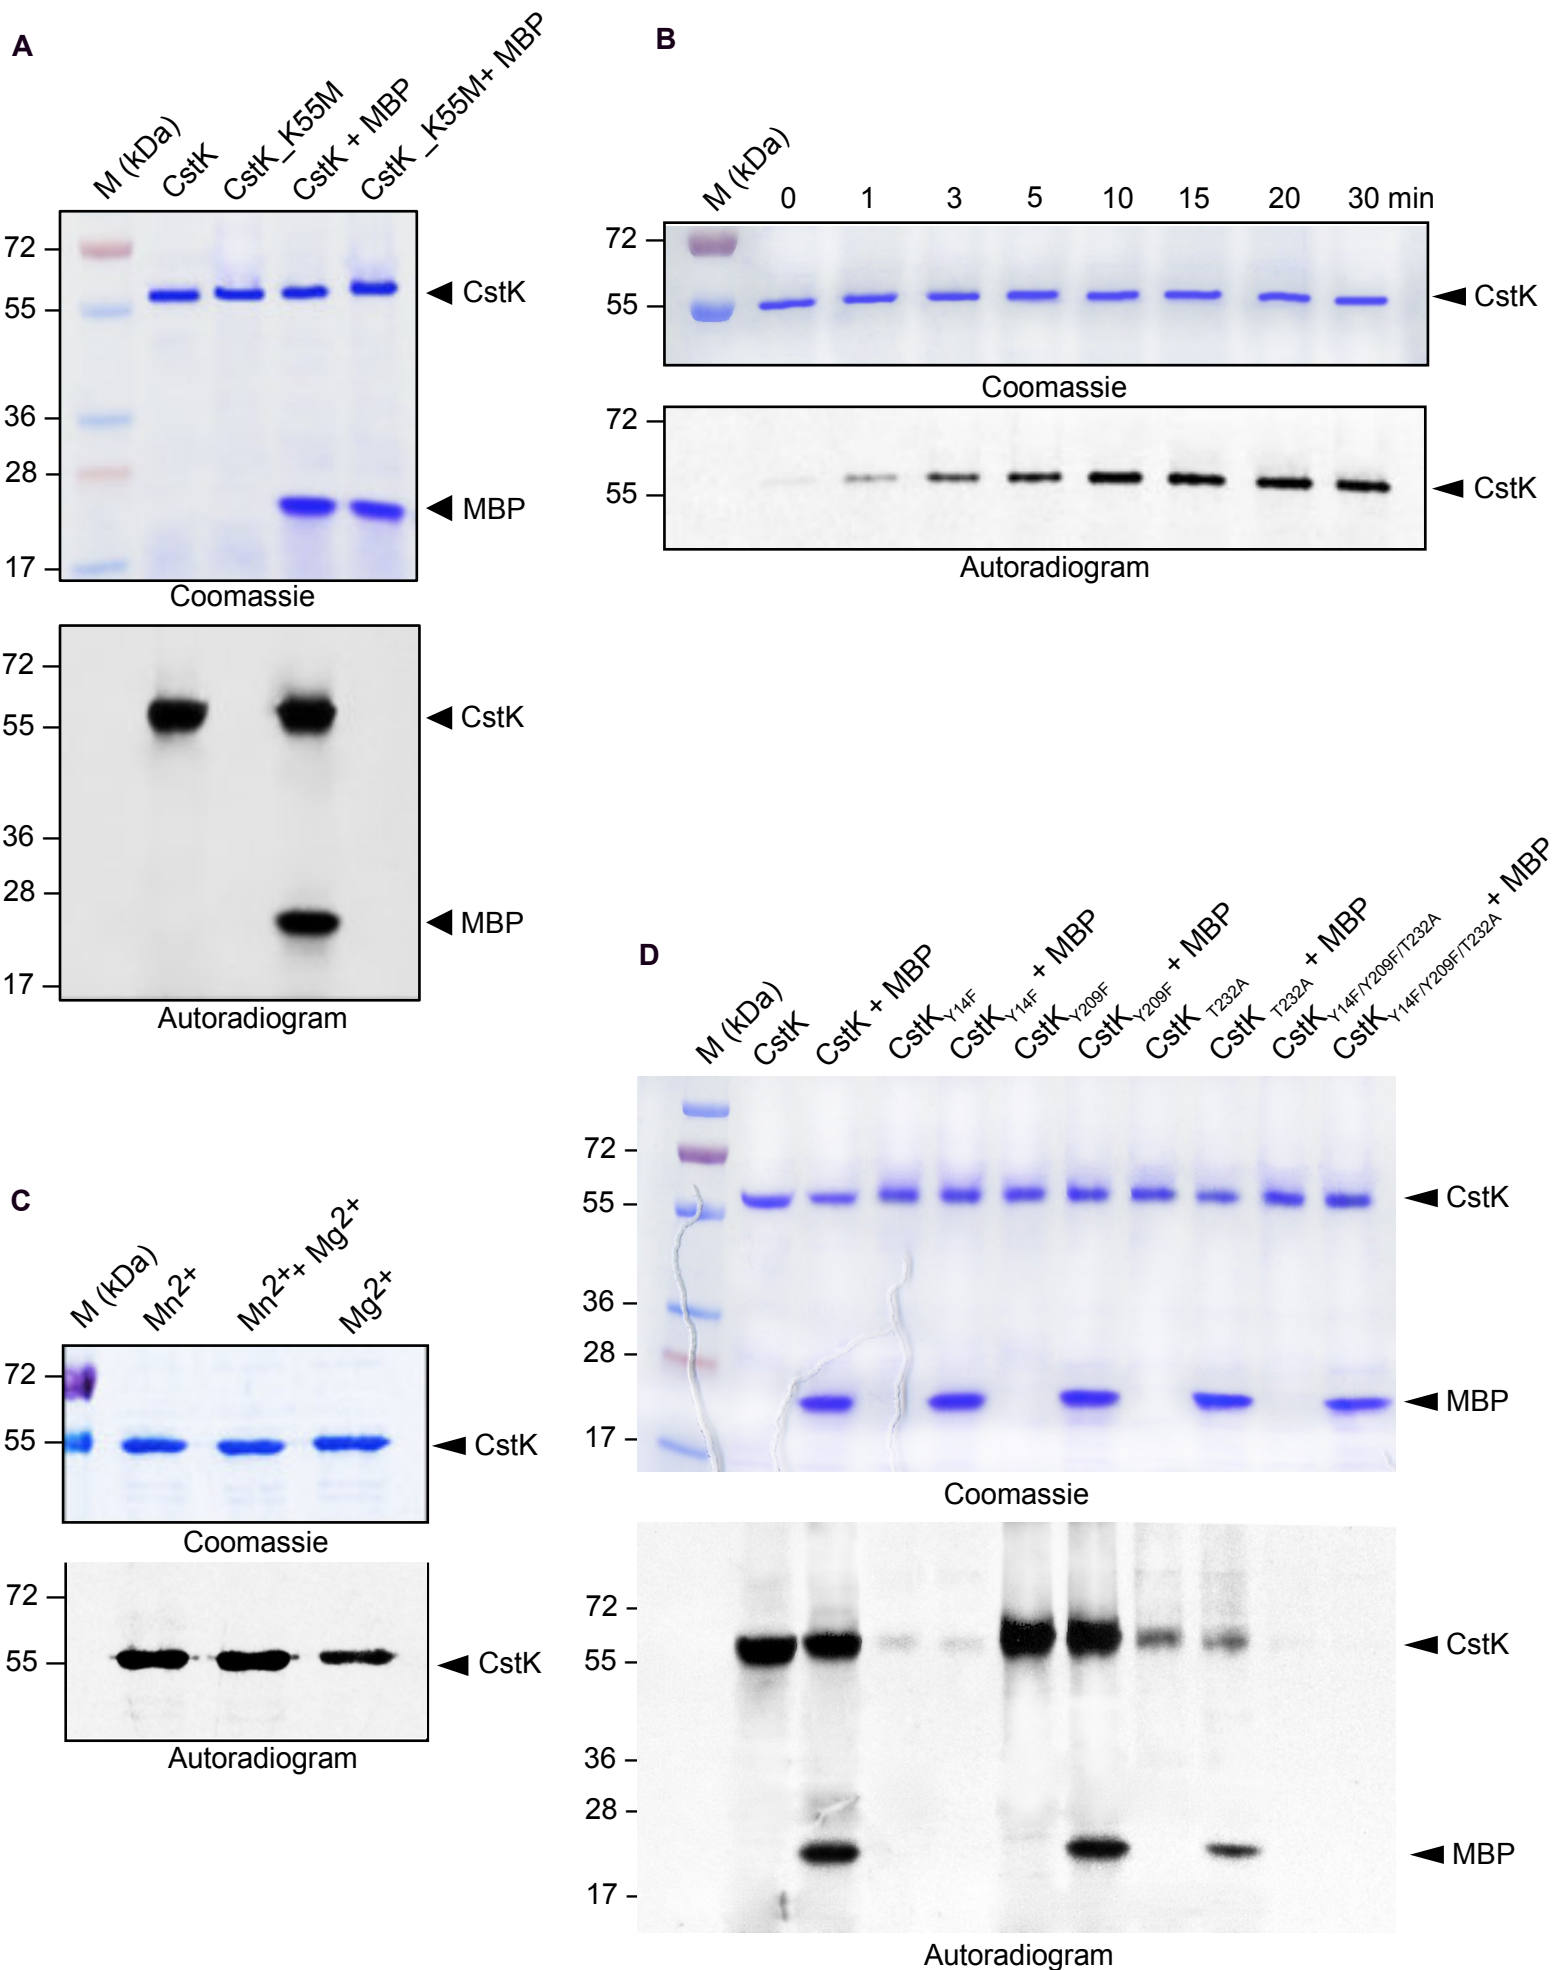 A
M (kDa)
CstK
CstK_K55M
CstK + MBP
CstK_K55M+ MBP
72
55
36
28
17
CstK
MBP
Coomassie
72
55
36
28
17
CstK
MBP
Autoradiogram
B
M (kDa)
0 1 3 5 10 15 20 30 min
72
55
CstK
Coomassie
72
55
CstK
Autoradiogram
C
M (kDa)
Mn2+
Mn2++ Mg2+
Mg2+
72
55
CstK
Coomassie
72
55
CstK
Autoradiogram
D
M (kDa)
CstK
CstK + MBP
CstKY14F
CstKY14F + MBP
CstKY209F
CstKY209F + MBP
CstK T232A
CstK T232A + MBP
CstKY14F/Y209F/T232A
CstKY14F/Y209F/T232A + MBP
72
55
36
28
17
CstK
MBP
Coomassie
72
55
36
28
17
CstK
MBP
Autoradiogram